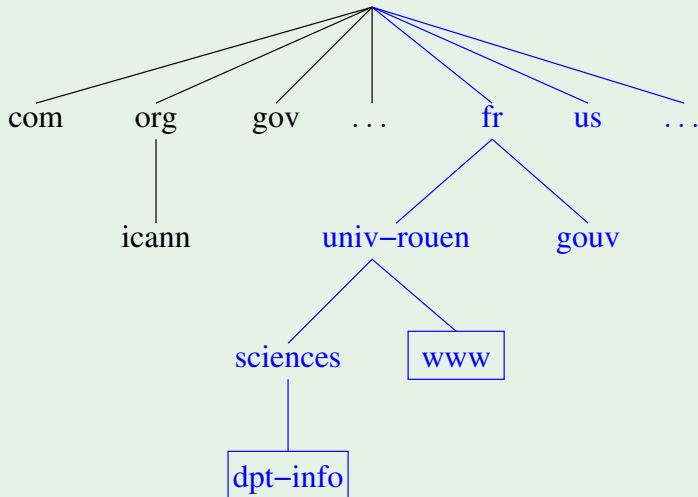 com org gov ... fr us ...
icann univ−rouen gouv
sciences www
dpt−info